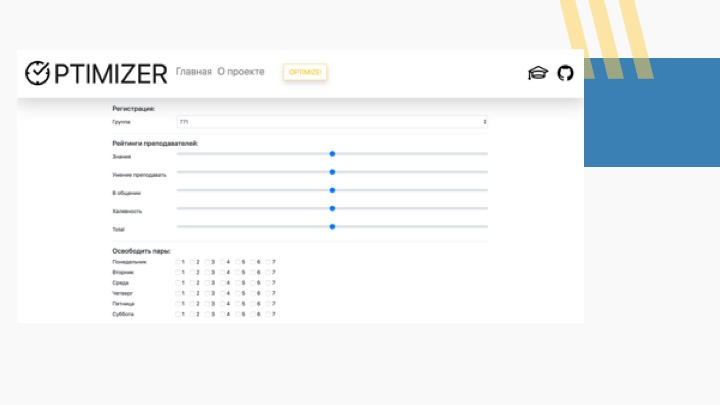 OPTIMIZER Главная О проекте OPTIMIZE!
Регистрация:
Группа 771
Рейтинги преподавателей:
Знания
Умение преподавать
В общении
Халявность
Total
Освободить пары:
Понедельник 1 2 3 4 5 6 7
Вторник 1 2 3 4 5 6 7
Среда 1 2 3 4 5 6 7
Четверг 1 2 3 4 5 6 7
Пятница 1 2 3 4 5 6 7
Суббота 1 2 3 4 5 6 7